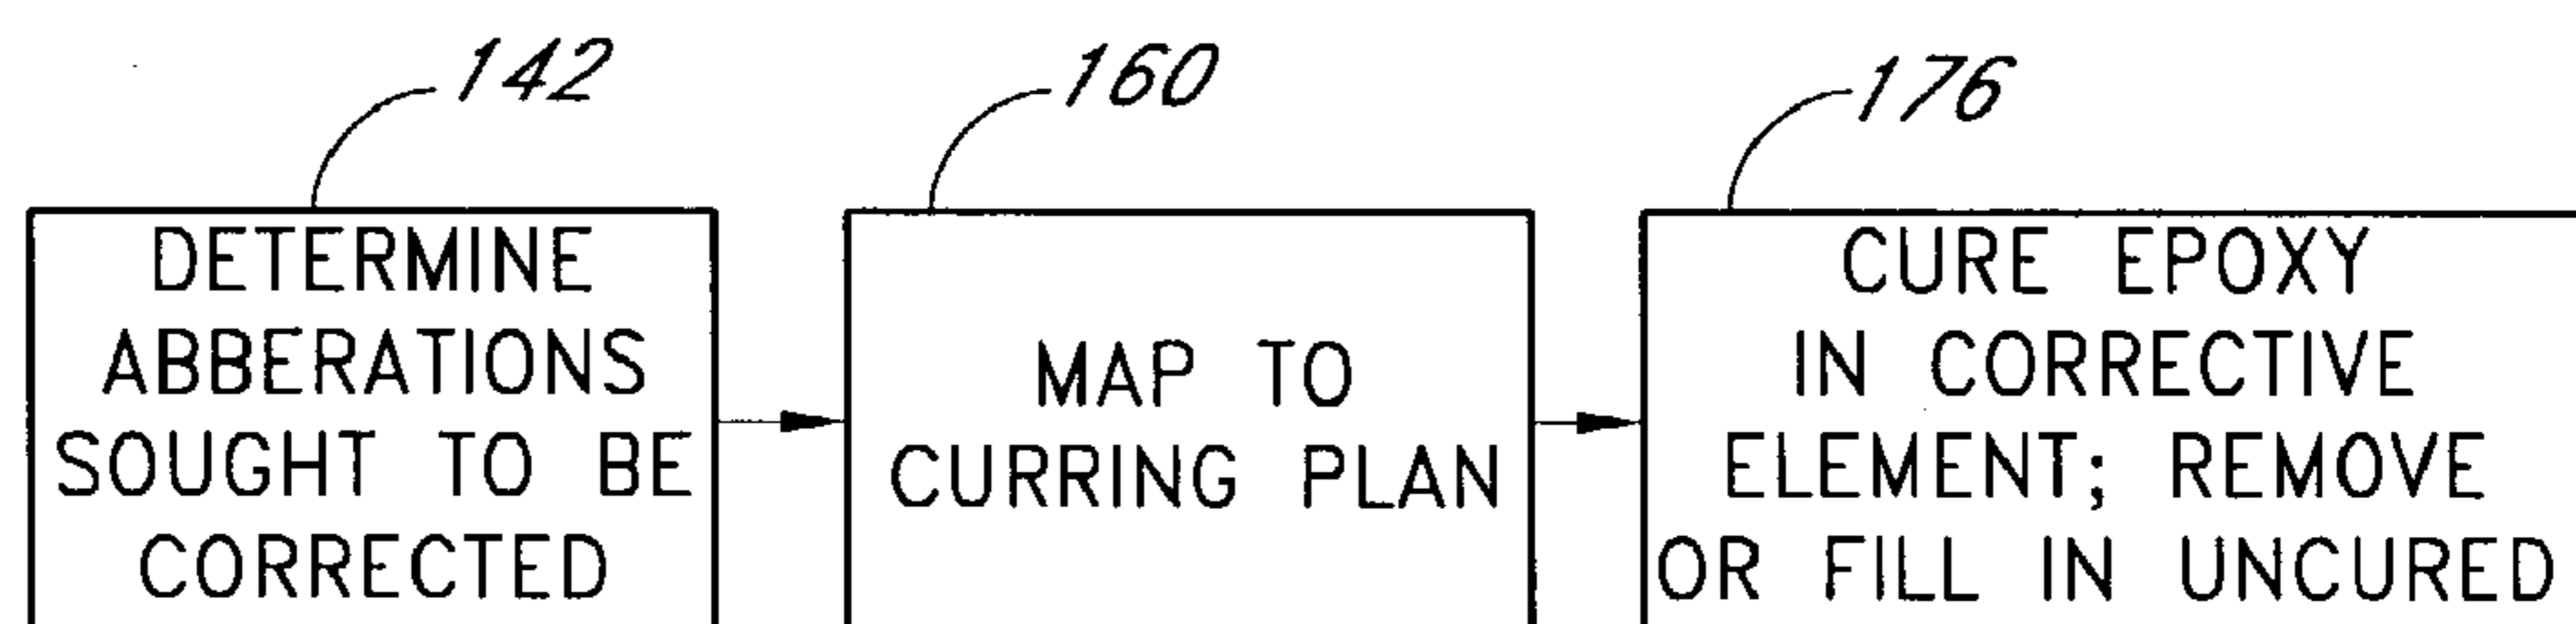 142
160
176
DETERMINE
ABBERATIONS
SOUGHT TO BE
CORRECTED
MAP TO
CURRING PLAN
CURE EPOXY
IN CORRECTIVE
ELEMENT; REMOVE
OR FILL IN UNCURED